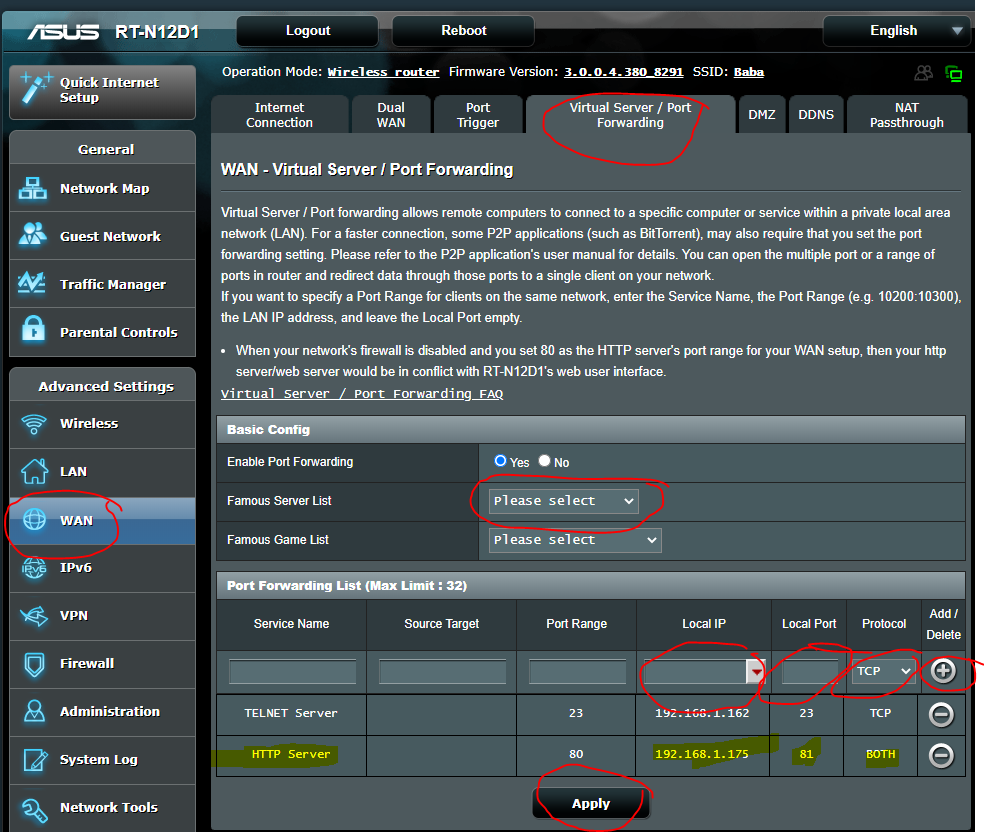 ASUS RT-N12D1 Logout Reboot English
Quick Internet
Setup
Operation Mode: Wireless router Firmware Version: 3.0.0.4.380_8291 SSID: Baba
General
Network Map
Guest Network
Traffic Manager
Parental Controls
Advanced Settings
Wireless
LAN
WAN
IPv6
IPv6
VPN
Firewall
Administration
System Log
Network Tools
Internet
Connection
Dual
WAN
Port
Trigger
Virtual Server / Port
Forwarding
DMZ
DDNS
NAT
Passthrough
WAN - Virtual Server / Port Forwarding
Virtual Server / Port forwarding allows remote computers to connect to a specific computer or service within a private local area
network (LAN). For a faster connection, some P2P applications (such as BitTorrent), may also require that you set the port
forwarding setting. Please refer to the P2P application's user manual for details. You can open the multiple port or a range of
ports in router and redirect data through those ports to a single client on your network.
If you want to specify a Port Range for clients on the same network, enter the Service Name, the Port Range (e.g. 10200:10300),
the LAN IP address, and leave the Local Port empty.
• When your network's firewall is disabled and you set 80 as the HTTP server's port range for your WAN setup, then your http
server/web server would be in conflict with RT-N12D1's web user interface.
Virtual Server / Port Forwarding FAQ
Basic Config
Enable Port Forwarding Yes No
Famous Server List Please select
Famous Game List Please select
Port Forwarding List (Max Limit : 32)
Service Name Source Target Port Range Local IP Local Port Protocol Add /
Delete
TCP
TELNET Server 23 192.168.1.162 23 TCP
HTTP Server 80 192.168.1.175 81 BOTH
Apply